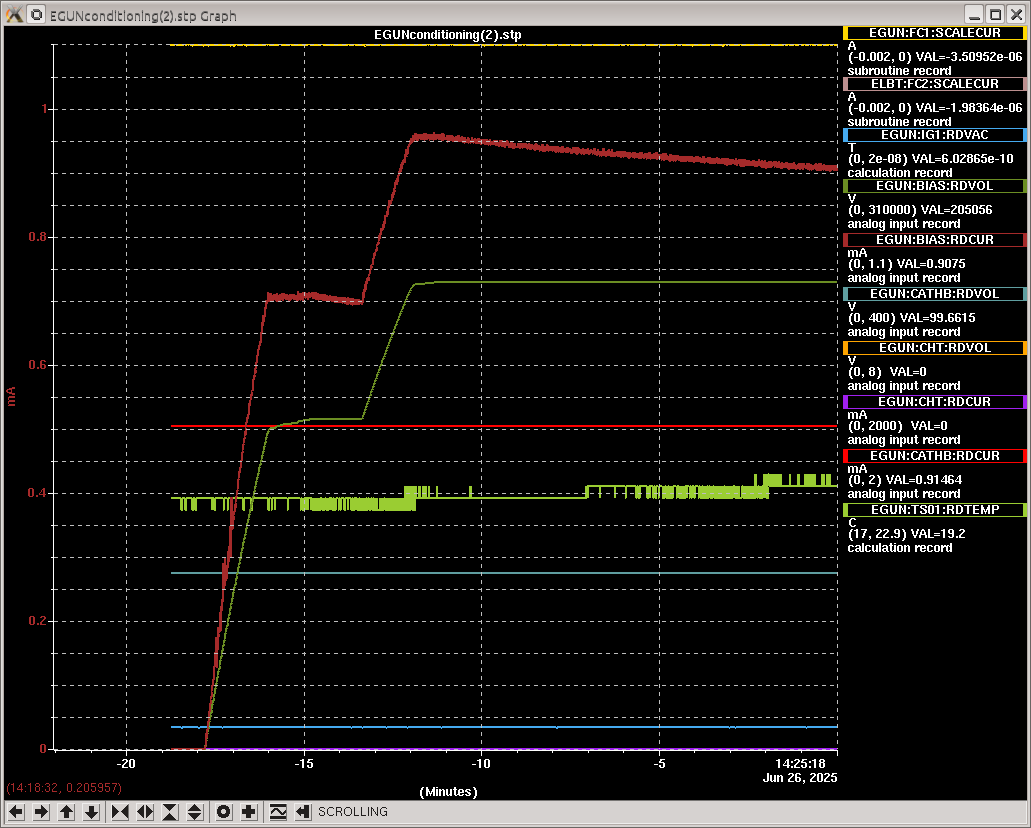 EGUNconditioning(2).stp Graph
EGUNconditioning(2).stp
1
0.8
0.6
0.4
0.2
0
mA
-20
-15
-10
-5
14:25:18
Jun 26, 2025
(Minutes)
(14:18:32, 0.205957)
SCROLLING
EGUN:FC1:SCALECUR
A
(-0.002, 0) VAL=-3.50952e-06
subroutine record
ELBT:FC2:SCALECUR
A
(-0.002, 0) VAL=-1.98364e-06
subroutine record
EGUN:IG1:RDVAC
T
(0, 2e-08) VAL=6.02865e-10
calculation record
EGUN:BIAS:RDVOL
V
(0, 310000) VAL=205056
analog input record
EGUN:BIAS:RDCUR
mA
(0, 1.1) VAL=0.9075
analog input record
EGUN:CATHB:RDVOL
V
(0, 400) VAL=99.6615
analog input record
EGUN:CHT:RDVOL
V
(0, 8) VAL=0
analog input record
EGUN:CHT:RDCUR
mA
(0, 2000) VAL=0
analog input record
EGUN:CATHB:RDCUR
mA
(0, 2) VAL=0.91464
analog input record
EGUN:TS01:RDTEMP
C
(17, 22.9) VAL=19.2
calculation record